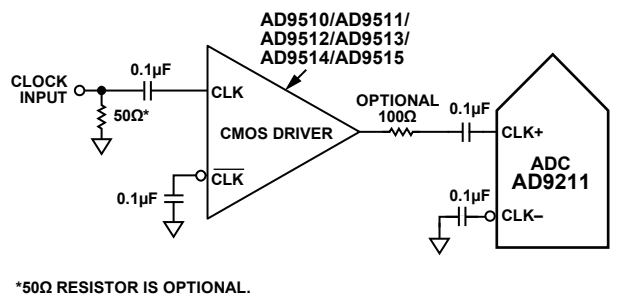 AD9510/AD9511/
AD9512/AD9513/
AD9514/AD9515
CLOCK
INPUT
0.1µF
50Ω*
CLK
CMOS DRIVER
CLK
0.1µF
OPTIONAL
100Ω
0.1µF
CLK+
ADC
AD9211
0.1µF
CLK–
*50Ω RESISTOR IS OPTIONAL.